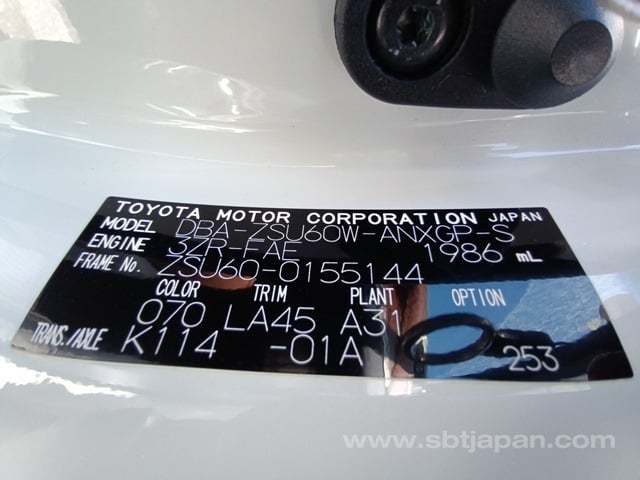 TOYOTA MOTOR CORPORATION JAPAN
MODEL DBA-ZSU60W-ANXGP-S
ENGINE 3ZR-FAE 1986 mL
FRAME No. ZSU60-0155144
COLOR TRIM PLANT OPTION
070 LA45 A31
TRANS./AXLE K114 -01A 253
www.sbtjapan.com